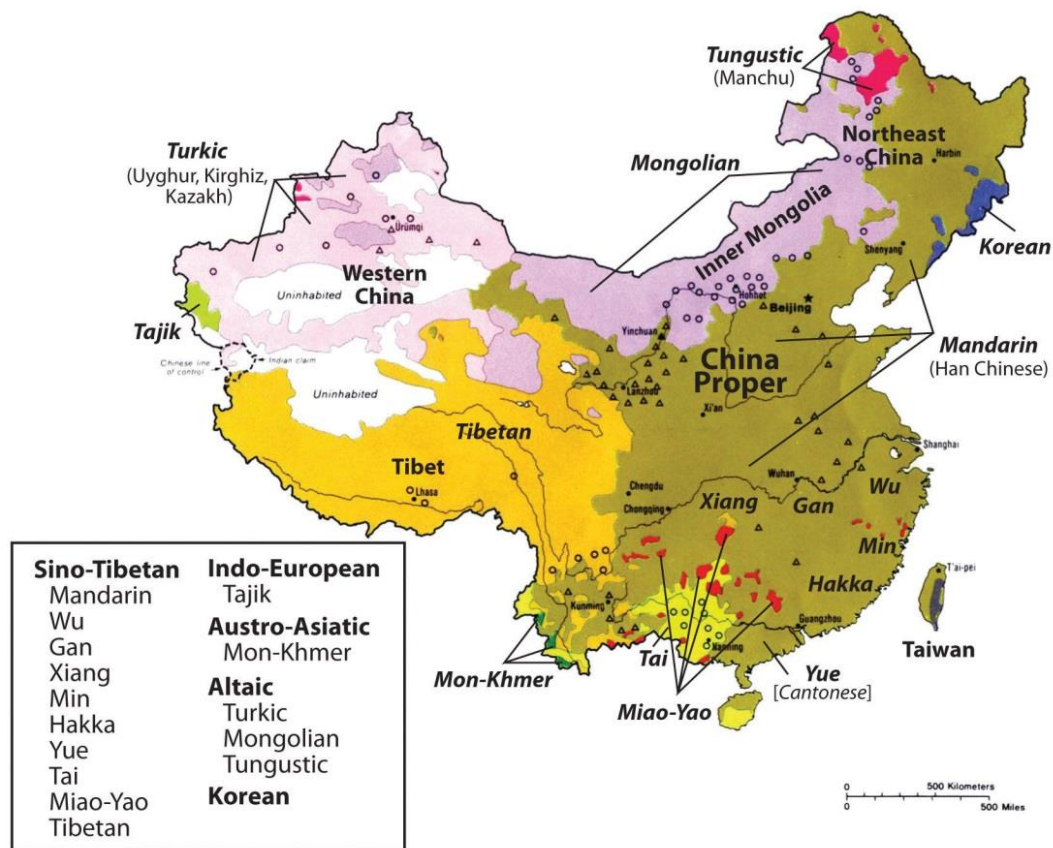 Tungustic
(Manchu)
Northeast
China
Harbin
Turkic
(Uyghur, Kirghiz,
Kazakh)
Mongolian
Inner Mongolia
Korean
Shenyang
Ürümqi
Western
China
Uninhabited
Hohhot
Beijing
Tajik
Yinchuan
Mandarin
(Han Chinese)
Chinese line
of control
Indian claim
China
Proper
Lanzhou
Xi'an
Uninhabited
Tibetan
Tibet
Lhasa
Shanghai
Wuhan
Wu
Chengdu
Chongqing
Xiang
Gan
Min
Hakka
T'ai-pei
Kunming
Guangzhou
Nanning
Taiwan
Tai
Mon-Khmer
Yue
[Cantonese]
Miao-Yao
Sino-Tibetan
Mandarin
Wu
Gan
Xiang
Min
Hakka
Yue
Tai
Miao-Yao
Tibetan
Indo-European
Tajik
Austro-Asiatic
Mon-Khmer
Altaic
Turkic
Mongolian
Tungustic
Korean
0 500 Kilometers
0 500 Miles